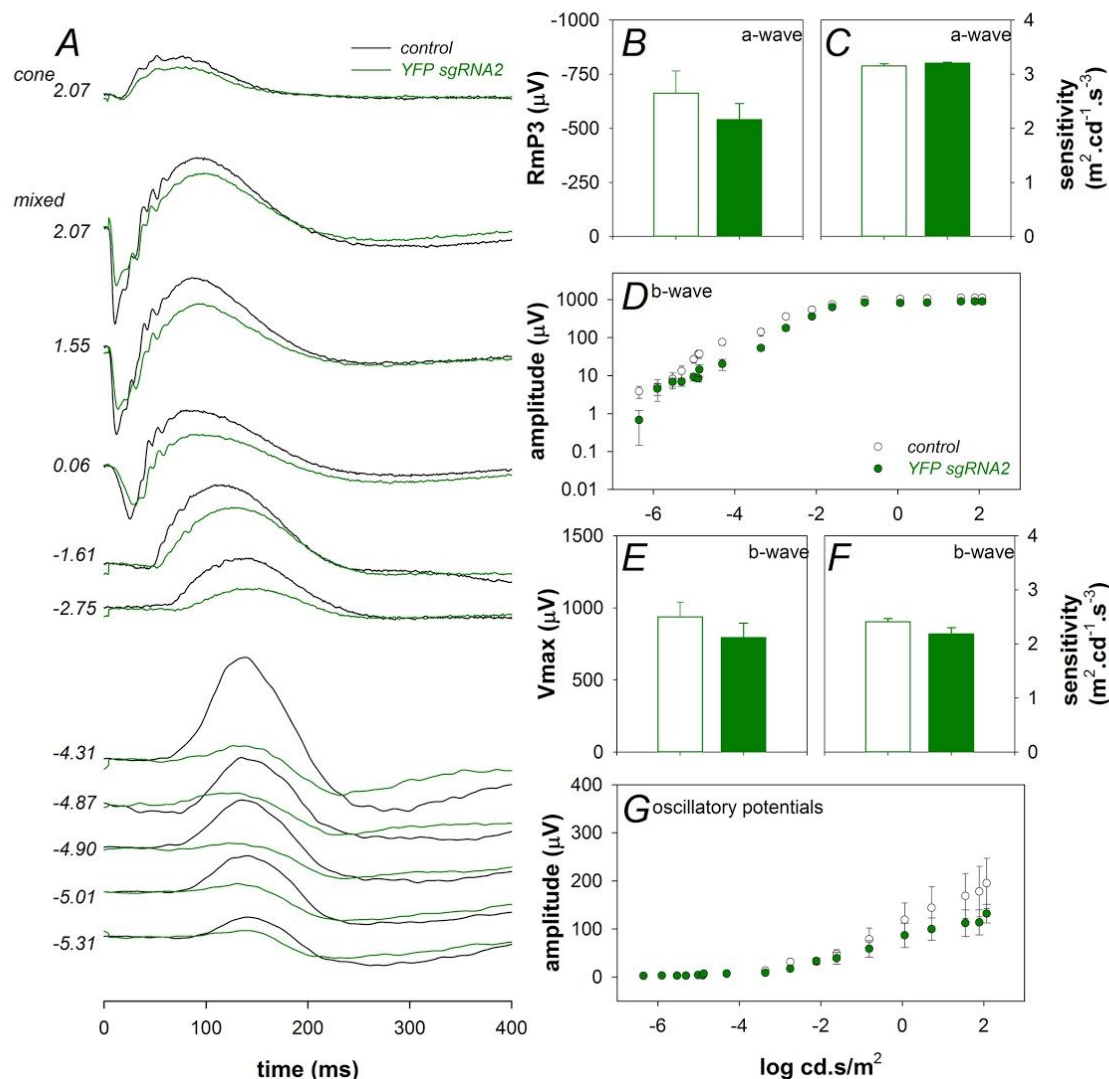 A
control
YFP sgRNA2
cone
2.07
mixed
2.07
1.55
0.06
-1.61
-2.75
-4.31
-4.87
-4.90
-5.01
-5.31
0 100 200 300 400
time (ms)
B
a-wave
-1000
-750
-500
-250
0
RmP3 (µV)
C
a-wave
4
3
2
1
0
sensitivity
(m².cd⁻¹.s⁻³)
D
b-wave
1000
100
10
1
0.1
0.01
amplitude
(µV)
control
YFP sgRNA2
-6 -4 -2 0 2
E
b-wave
1500
1000
500
0
Vmax (µV)
F
b-wave
4
3
2
1
0
sensitivity
(m².cd⁻¹.s⁻³)
G
oscillatory potentials
400
300
200
100
0
amplitude (µV)
-6 -4 -2 0 2
log cd.s/m²